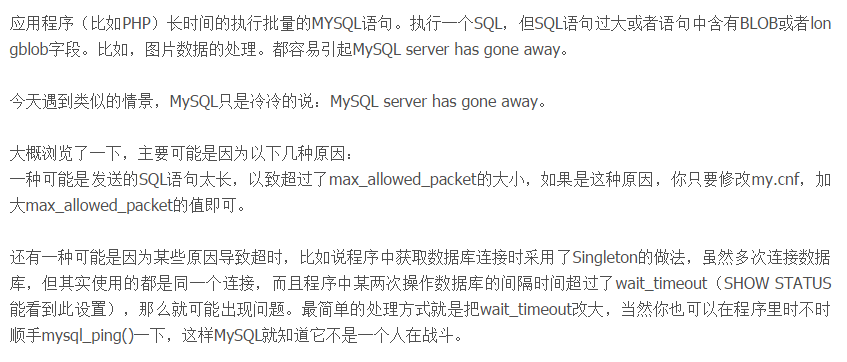 应用程序（比如PHP）长时间的执行批量的MYSQL语句。执行一个SQL，但SQL语句过大或者语句中含有BLOB或者lon
gblob字段。比如，图片数据的处理。都容易引起MySQL server has gone away。
今天遇到类似的情景，MySQL只是冷冷的说：MySQL server has gone away。
大概浏览了一下，主要可能是因为以下几种原因：
一种可能是发送的SQL语句太长，以致超过了max_allowed_packet的大小，如果是这种原因，你只要修改my.cnf，加
大max_allowed_packet的值即可。
还有一种可能是因为某些原因导致超时，比如说程序中获取数据库连接时采用了Singleton的做法，虽然多次连接数据
库，但其实使用的都是同一个连接，而且程序中某两次操作数据库的间隔时间超过了wait_timeout（SHOW STATUS
能看到此设置），那么就可能出现问题。最简单的处理方式就是把wait_timeout改大，当然你也可以在程序里时不时
顺手mysql_ping()一下，这样MySQL就知道它不是一个人在战斗。